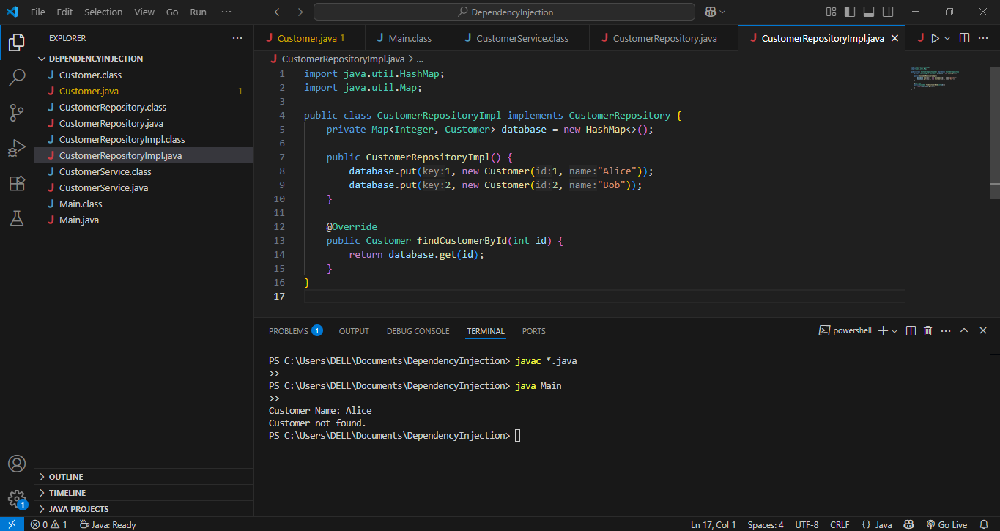 File Edit Selection View Go Run ···
DependencyInjection
EXPLORER ···
DEPENDENCYINJECTION
J Customer.class
J Customer.java 1
J CustomerRepository.class
J CustomerRepository.java
J CustomerRepositoryImpl.class
J CustomerRepositoryImpl.java
J CustomerService.class
J CustomerService.java
J Main.class
J Main.java
OUTLINE
TIMELINE
JAVA PROJECTS
J Customer.java 1 J Main.class J CustomerService.class J CustomerRepository.java J CustomerRepositoryImpl.java J ···
J CustomerRepositoryImpl.java > ...
1 import java.util.HashMap;
2 import java.util.Map;
3
4 public class CustomerRepositoryImpl implements CustomerRepository {
5 private Map<Integer, Customer> database = new HashMap<>();
6
7 public CustomerRepositoryImpl() {
8 database.put(key:1, new Customer(id:1, name:"Alice"));
9 database.put(key:2, new Customer(id:2, name:"Bob"));
10 }
11
12 @Override
13 public Customer findCustomerById(int id) {
14 return database.get(id);
15 }
16 }
17
PROBLEMS 1 OUTPUT DEBUG CONSOLE TERMINAL PORTS powershell ···
PS C:\Users\DELL\Documents\DependencyInjection> javac *.java
>>
PS C:\Users\DELL\Documents\DependencyInjection> java Main
>>
Customer Name: Alice
Customer not found.
PS C:\Users\DELL\Documents\DependencyInjection>
1
0 1 Java: Ready Ln 17, Col 1 Spaces: 4 UTF-8 CRLF {} Java Go Live